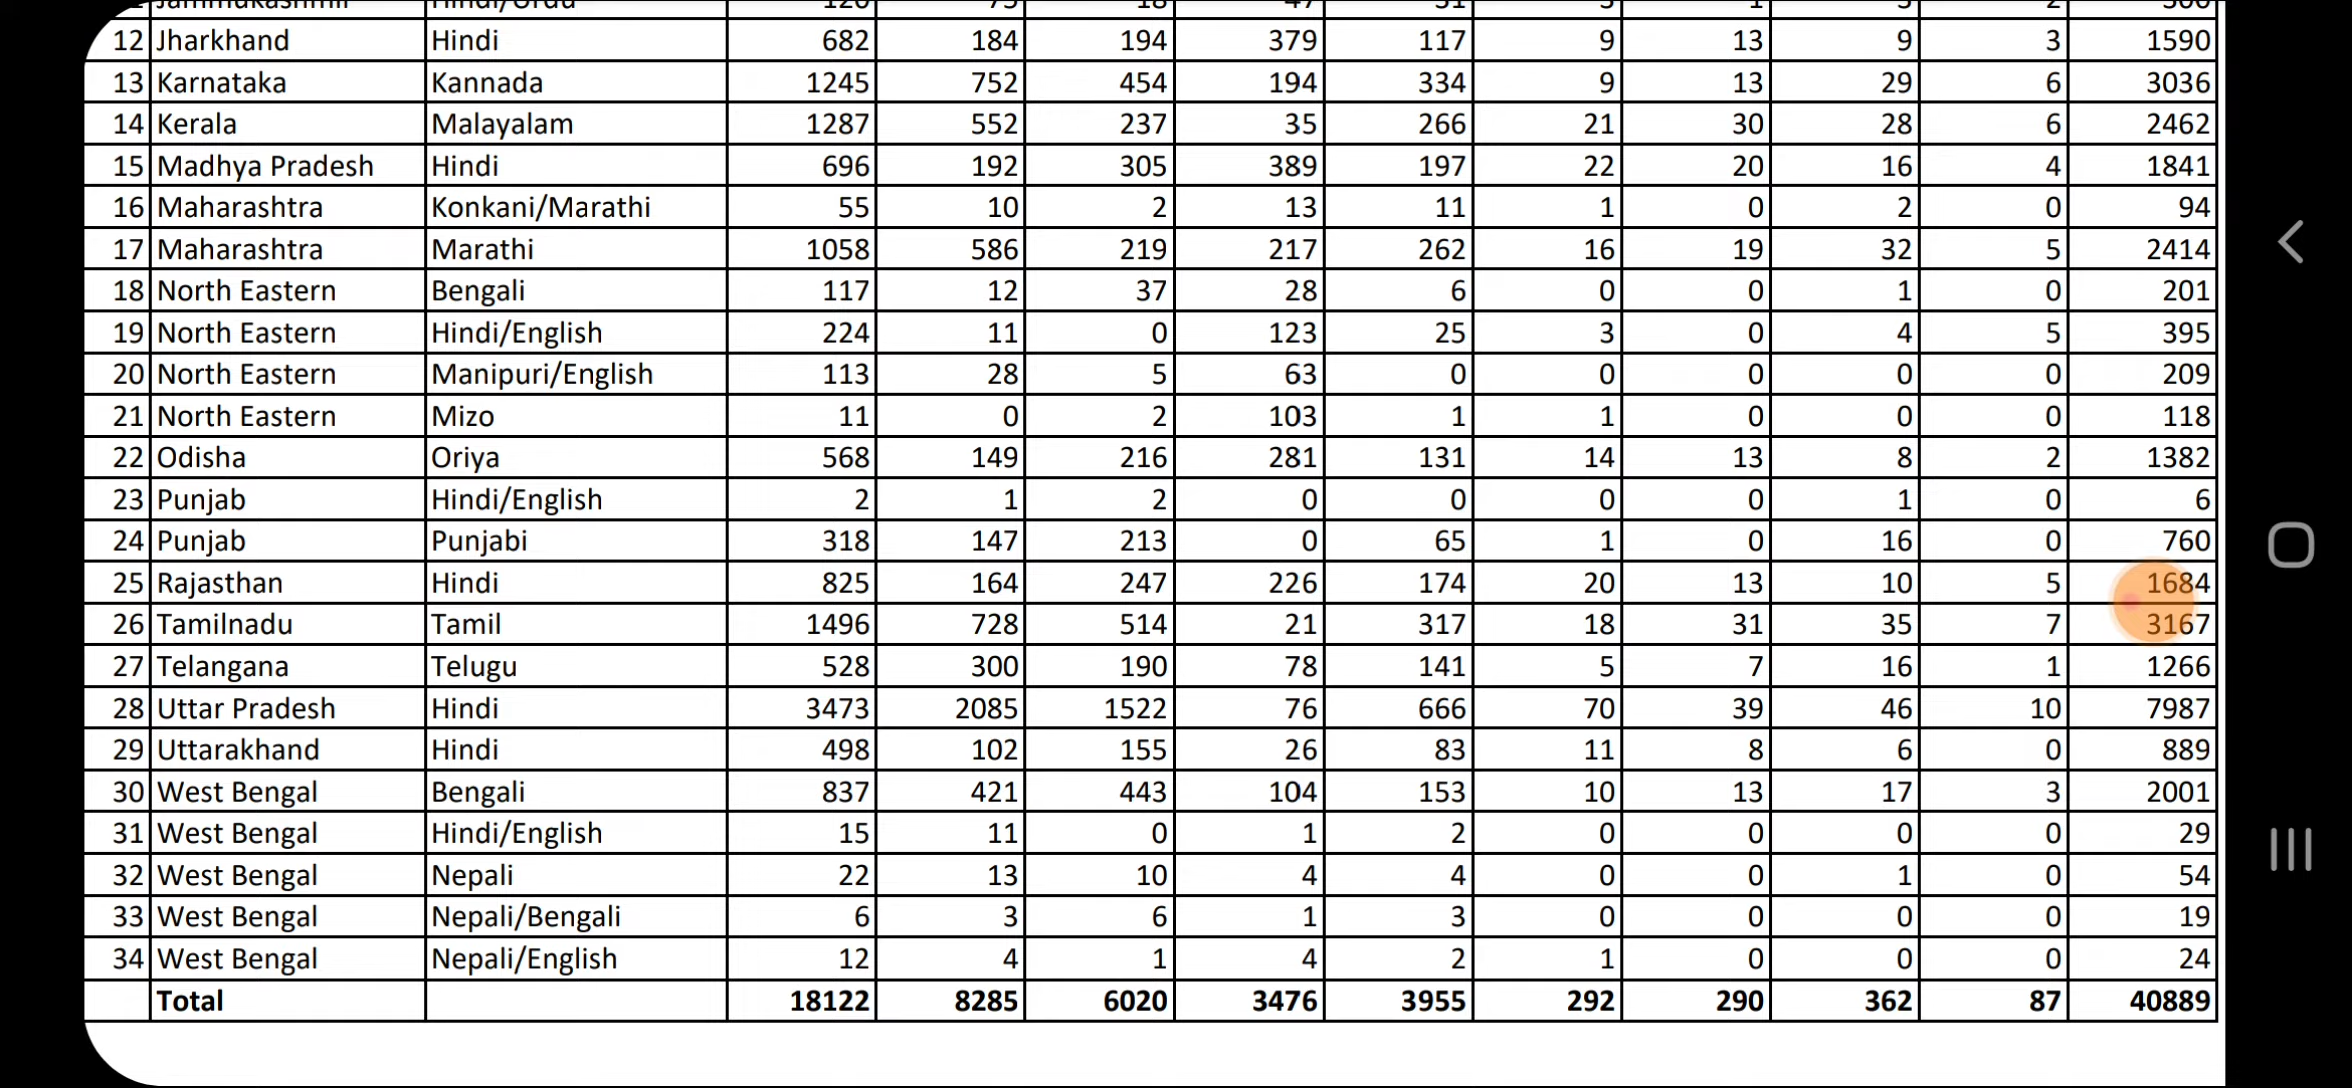 12 Jharkhand Hindi 682 184 194 379 117 9 13 9 3 1590
13 Karnataka Kannada 1245 752 454 194 334 9 13 29 6 3036
14 Kerala Malayalam 1287 552 237 35 266 21 30 28 6 2462
15 Madhya Pradesh Hindi 696 192 305 389 197 22 20 16 4 1841
16 Maharashtra Konkani/Marathi 55 10 2 13 11 1 0 2 0 94
17 Maharashtra Marathi 1058 586 219 217 262 16 19 32 5 2414
18 North Eastern Bengali 117 12 37 28 6 0 0 1 0 201
19 North Eastern Hindi/English 224 11 0 123 25 3 0 4 5 395
20 North Eastern Manipuri/English 113 28 5 63 0 0 0 0 0 209
21 North Eastern Mizo 11 0 2 103 1 1 0 0 0 118
22 Odisha Oriya 568 149 216 281 131 14 13 8 2 1382
23 Punjab Hindi/English 2 1 2 0 0 0 0 1 0 6
24 Punjab Punjabi 318 147 213 0 65 1 0 16 0 760
25 Rajasthan Hindi 825 164 247 226 174 20 13 10 5 1684
26 Tamilnadu Tamil 1496 728 514 21 317 18 31 35 7 3167
27 Telangana Telugu 528 300 190 78 141 5 7 16 1 1266
28 Uttar Pradesh Hindi 3473 2085 1522 76 666 70 39 46 10 7987
29 Uttarakhand Hindi 498 102 155 26 83 11 8 6 0 889
30 West Bengal Bengali 837 421 443 104 153 10 13 17 3 2001
31 West Bengal Hindi/English 15 11 0 1 2 0 0 0 0 29
32 West Bengal Nepali 22 13 10 4 4 0 0 1 0 54
33 West Bengal Nepali/Bengali 6 3 6 1 3 0 0 0 0 19
34 West Bengal Nepali/English 12 4 1 4 2 1 0 0 0 24
Total 18122 8285 6020 3476 3955 292 290 362 87 40889